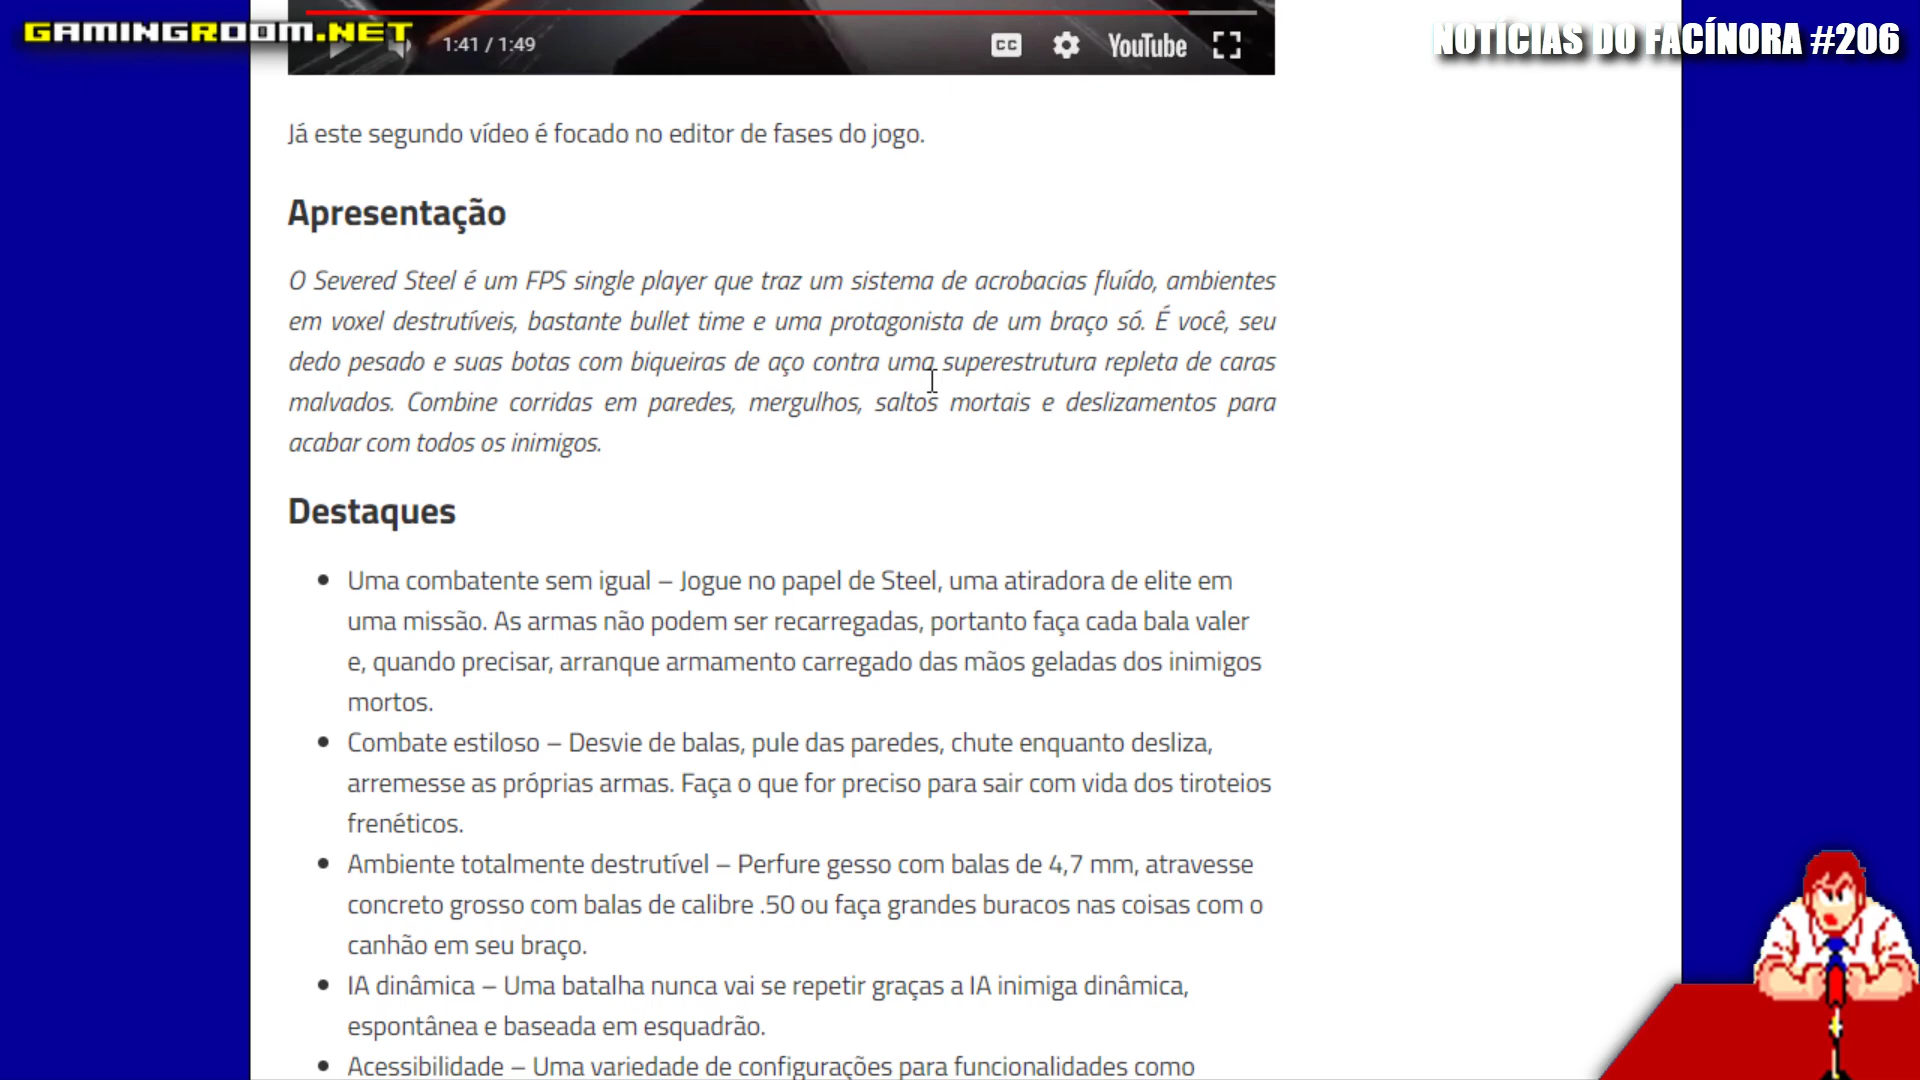 GAMINGROOM.NET
NOTÍCIAS DO FACÍNORA #206
1:41 / 1:49
CC
YouTube
Já este segundo vídeo é focado no editor de fases do jogo.
Apresentação
O Severed Steel é um FPS single player que traz um sistema de acrobacias fluído, ambientes
em voxel destrutíveis, bastante bullet time e uma protagonista de um braço só. É você, seu
dedo pesado e suas botas com biqueiras de aço contra uma superestrutura repleta de caras
malvados. Combine corridas em paredes, mergulhos, saltos mortais e deslizamentos para
acabar com todos os inimigos.
Destaques
Uma combatente sem igual – Jogue no papel de Steel, uma atiradora de elite em
uma missão. As armas não podem ser recarregadas, portanto faça cada bala valer
e, quando precisar, arranque armamento carregado das mãos geladas dos inimigos
mortos.
Combate estiloso – Desvie de balas, pule das paredes, chute enquanto desliza,
arremesse as próprias armas. Faça o que for preciso para sair com vida dos tiroteios
frenéticos.
Ambiente totalmente destrutível – Perfure gesso com balas de 4,7 mm, atravesse
concreto grosso com balas de calibre .50 ou faça grandes buracos nas coisas com o
canhão em seu braço.
IA dinâmica – Uma batalha nunca vai se repetir graças a IA inimiga dinâmica,
espontânea e baseada em esquadrão.
Acessibilidade – Uma variedade de configurações para funcionalidades como